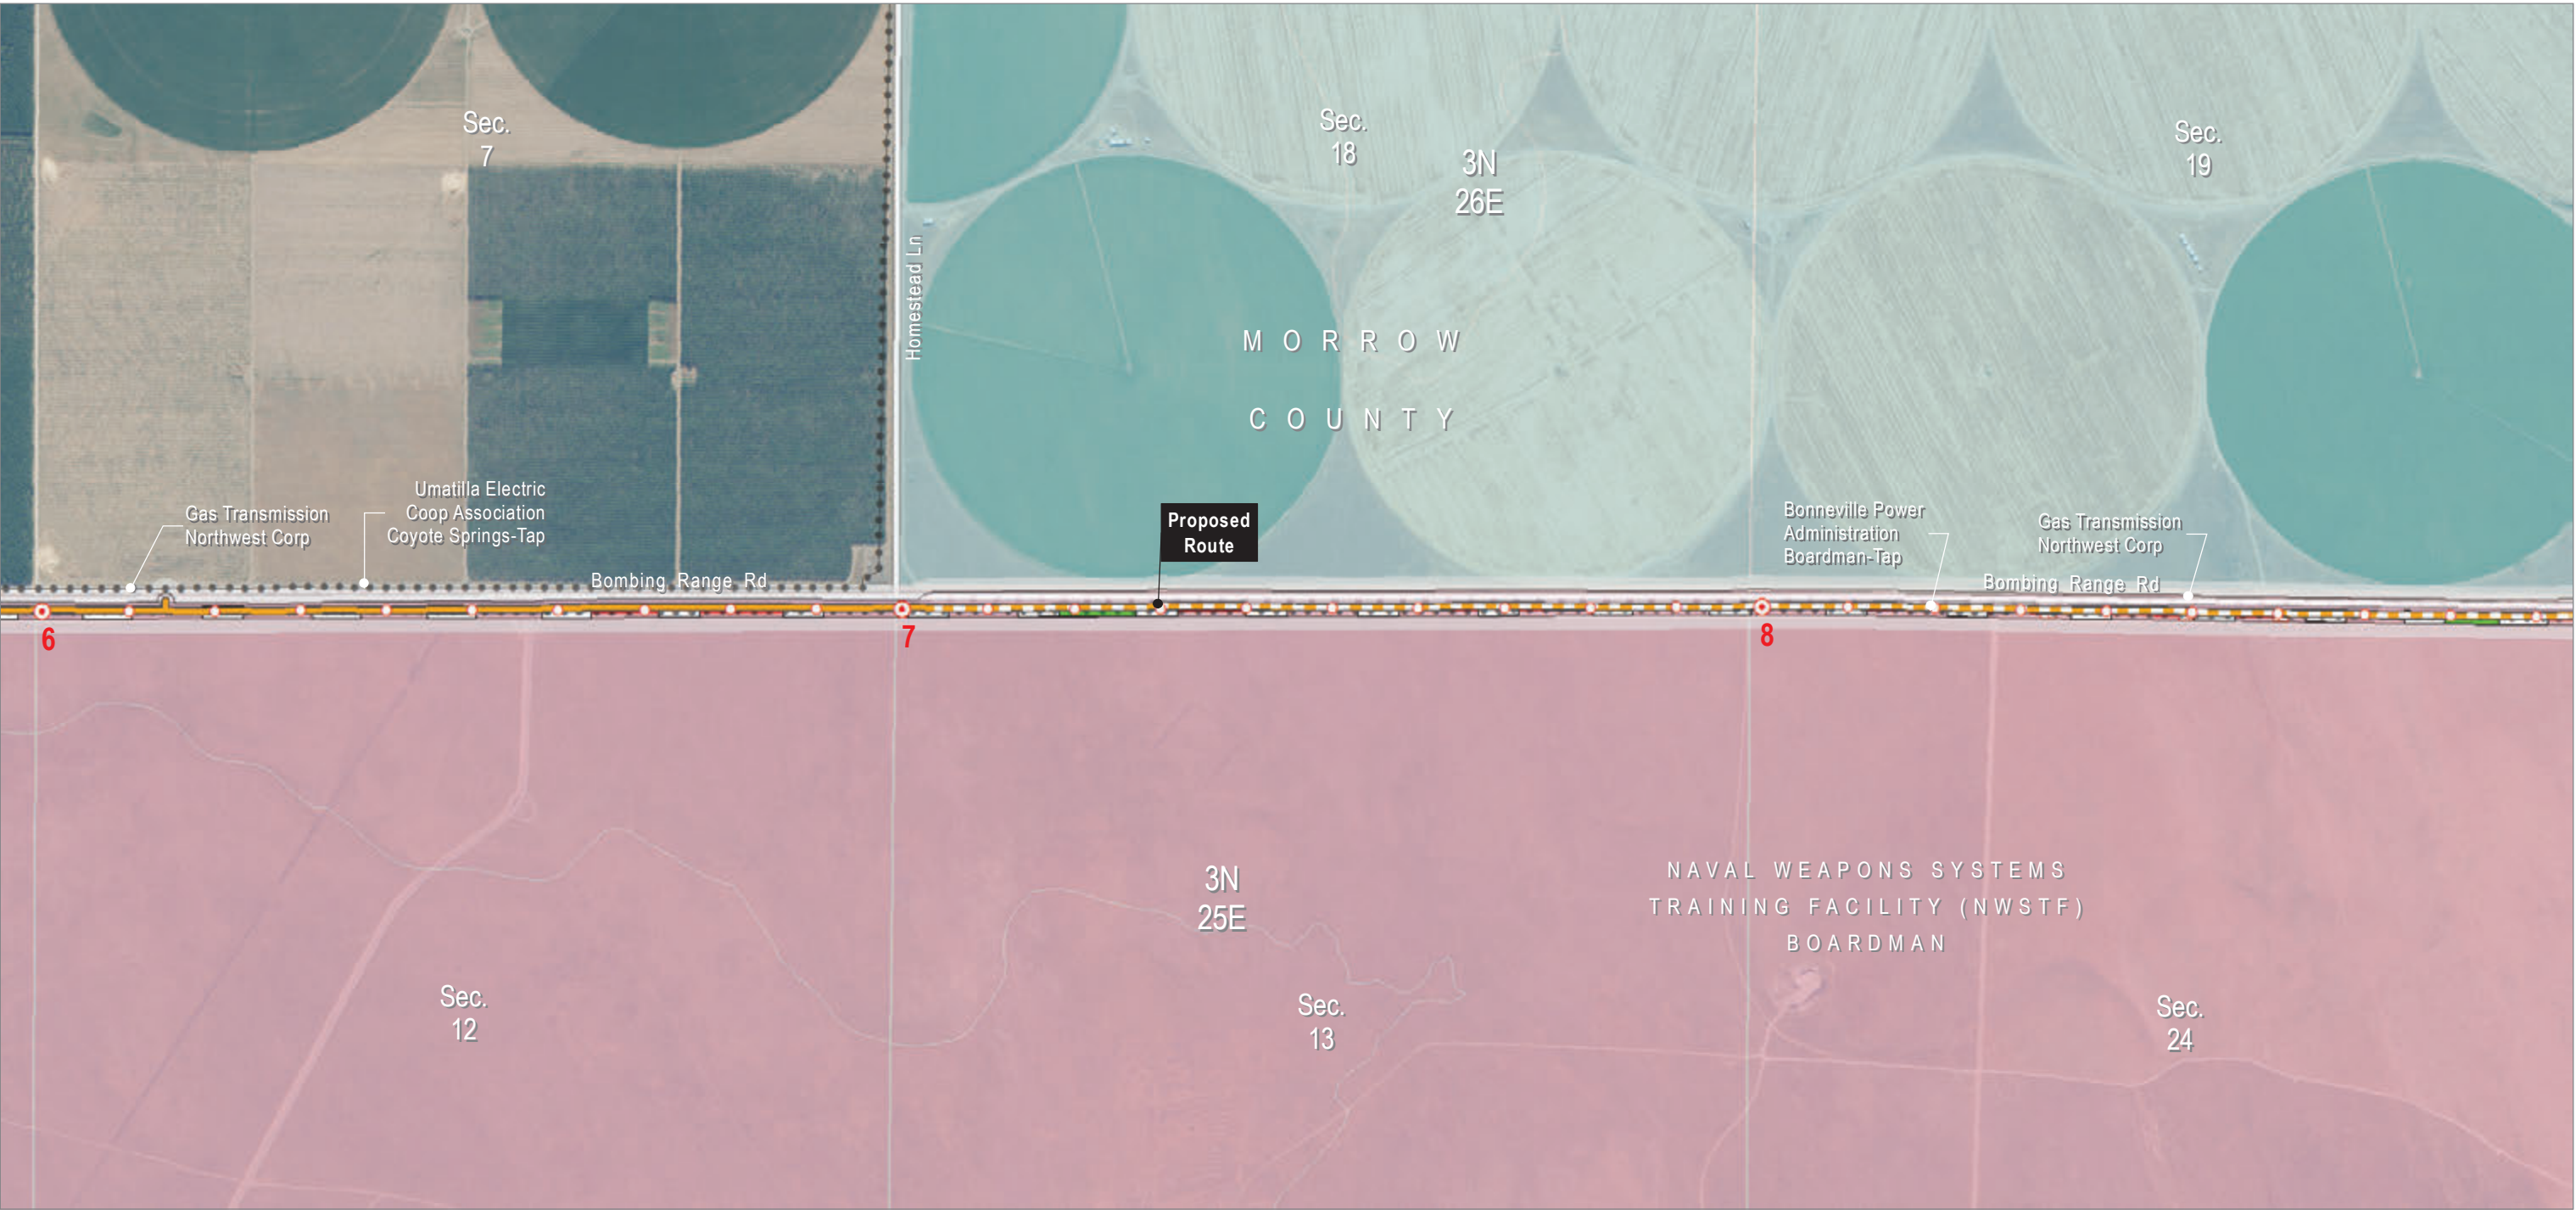 Sec.
7
Sec.
18
3N
26E
Sec.
19
Homestead Ln
MORROW
COUNTY
Gas Transmission
Northwest Corp
Umatilla Electric
Coop Association
Coyote Springs-Tap
Bombing Range Rd
Proposed
Route
Bonneville Power
Administration
Boardman-Tap
Gas Transmission
Northwest Corp
Bombing Range Rd
6
7
8
3N
25E
NAVAL WEAPONS SYSTEMS
TRAINING FACILITY (NWSTF)
BOARDMAN
Sec.
12
Sec.
13
Sec.
24